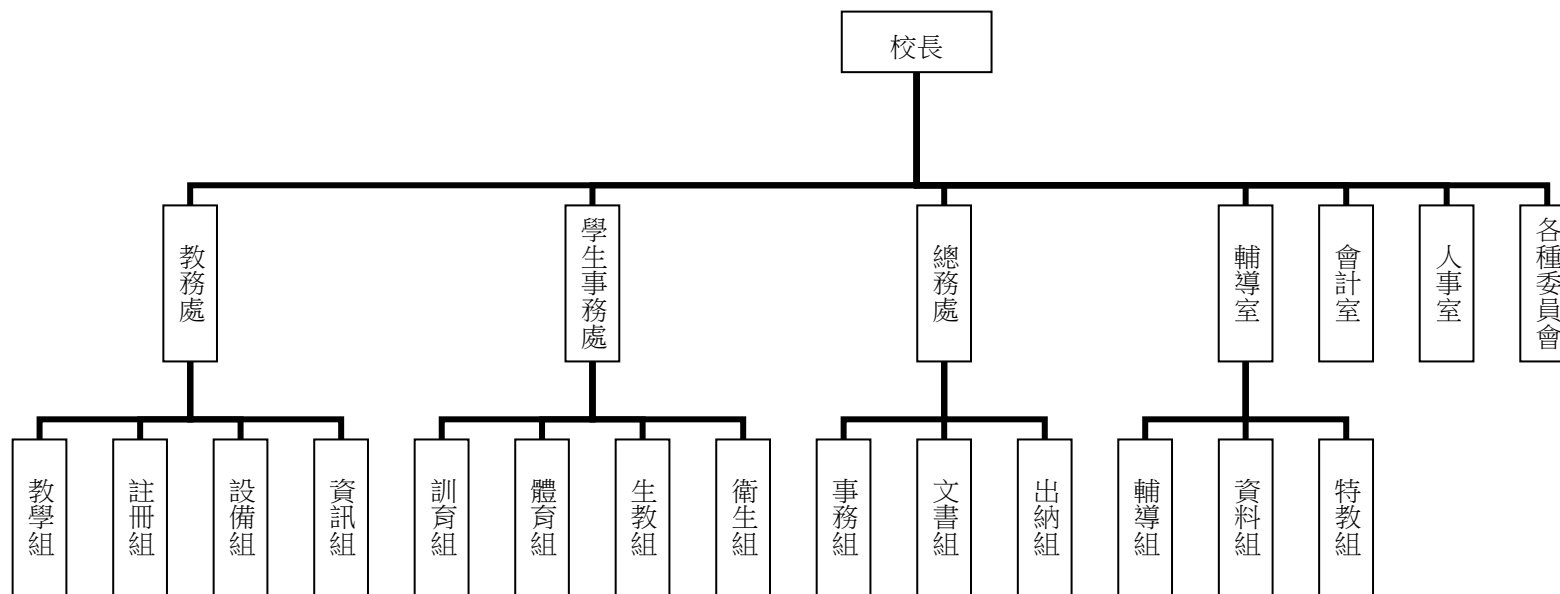 校長
教務處
學生事務處
總務處
輔導室
會計室
人事室
各種委員會
教學組
註冊組
設備組
資訊組
訓育組
體育組
生教組
衛生組
事務組
文書組
出納組
輔導組
資料組
特教組